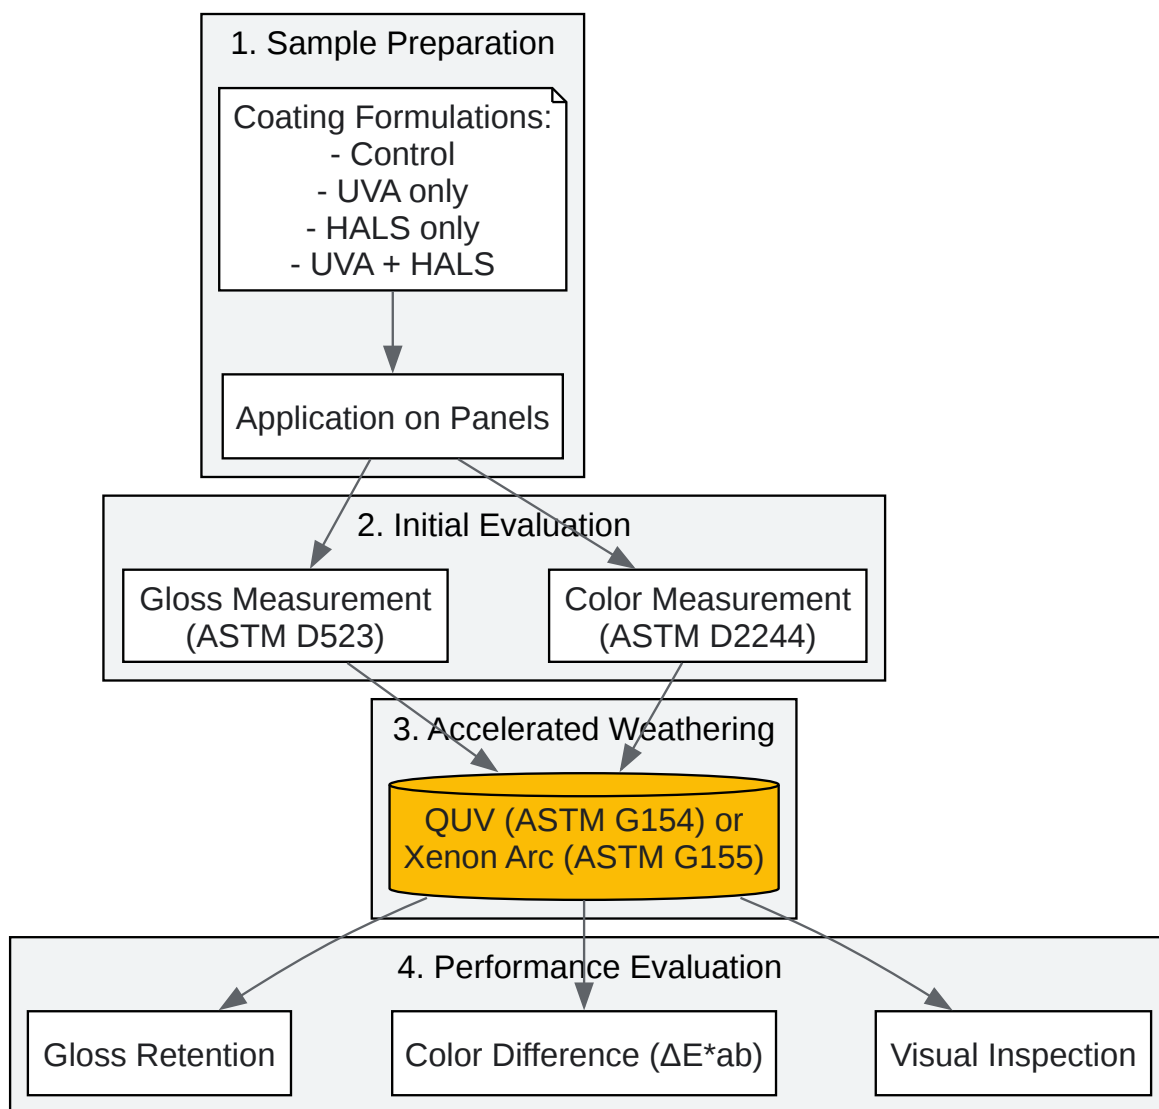 1. Sample Preparation
Coating Formulations:
- Control
- UVA only
- HALS only
- UVA + HALS
Application on Panels
2. Initial Evaluation
Gloss Measurement
(ASTM D523)
Color Measurement
(ASTM D2244)
3. Accelerated Weathering
QUV (ASTM G154) or
Xenon Arc (ASTM G155)
4. Performance Evaluation
Gloss Retention
Color Difference (ΔE*ab)
Visual Inspection